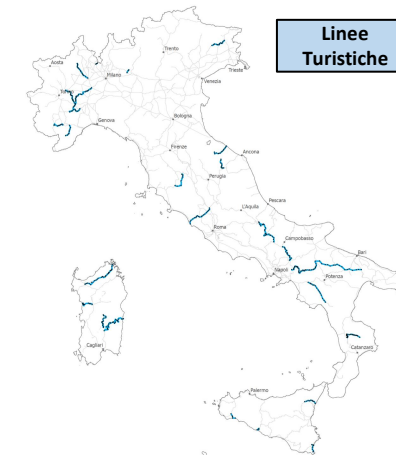 Linee
Turistiche
Trento
Aosta
Milano
Trieste
Venezia
Torino
Bologna
Genova
Firenze
Ancona
Perugia
Pescara
L'Aquila
Roma
Campobasso
Bari
Napoli
Potenza
Cagliari
Catanzaro
Palermo